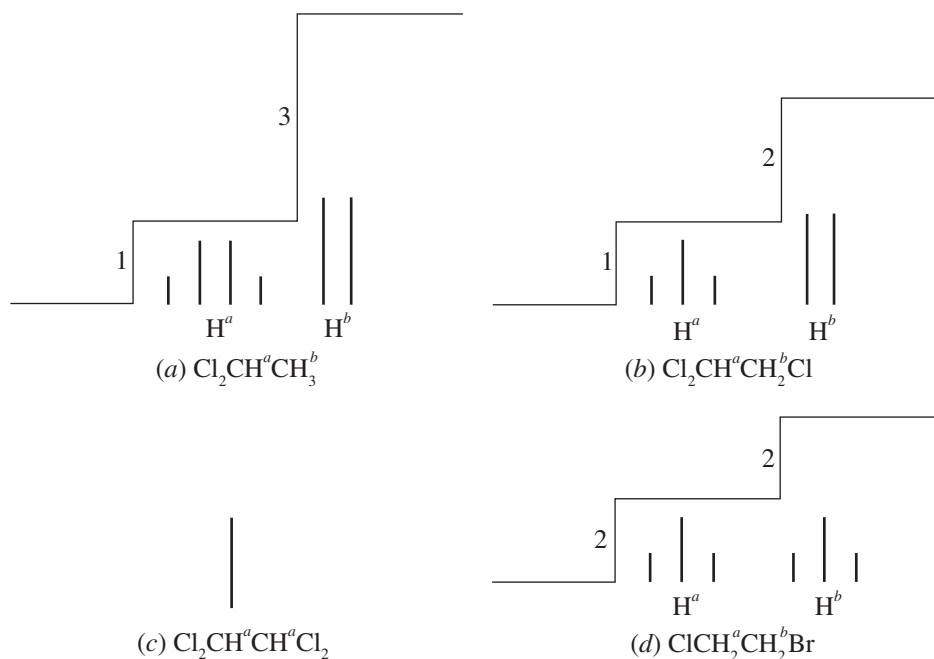 3
1
H^a H^b
(a) Cl₂CH^aCH₃^b
2
1
H^a H^b
(b) Cl₂CH^aCH₂^bCl
(c) Cl₂CH^aCH^aCl₂
2
2
H^a H^b
(d) ClCH₂^aCH₂^bBr